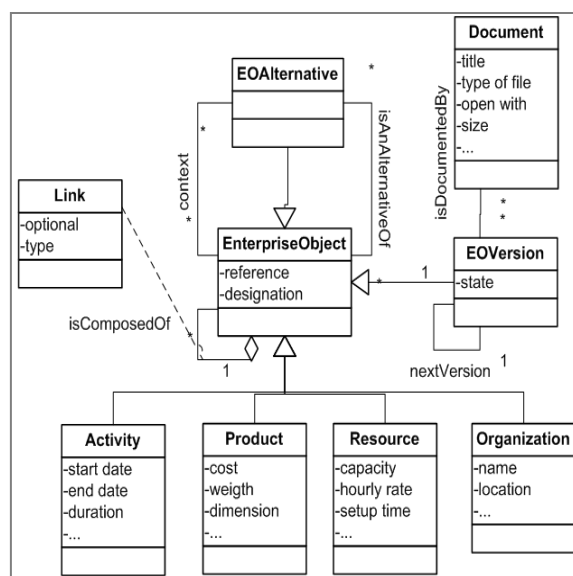 EOAlternative
*
Document
-title
-type of file
-open with
-size
-...
isDocumentedBy
isAnAlternativeOf
* context
*
Link
-optional
-type
EnterpriseObject
-reference
-designation
*
*
EOVersion
-state
1
*
isComposedOf
*
1
1
nextVersion
Activity
-start date
-end date
-duration
-...
Product
-cost
-weigth
-dimension
-...
Resource
-capacity
-hourly rate
-setup time
-...
Organization
-name
-location
-...